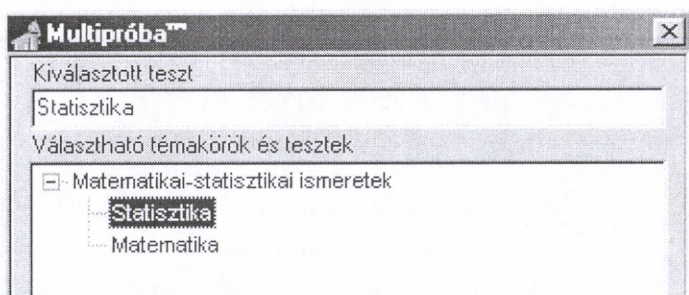 Multipróba™
Kiválasztott teszt
Statisztika
Választható témakörök és tesztek
Matematikai-statisztikai ismeretek
Statisztika
Matematika